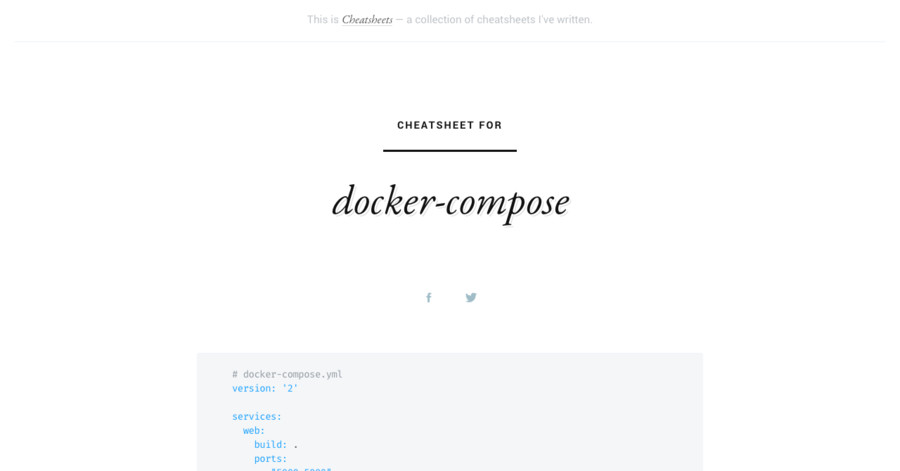 This is Cheatsheets — a collection of cheatsheets I've written.
CHEATSHEET FOR
docker-compose
# docker-compose.yml
version: '2'
services:
web:
build: .
ports: